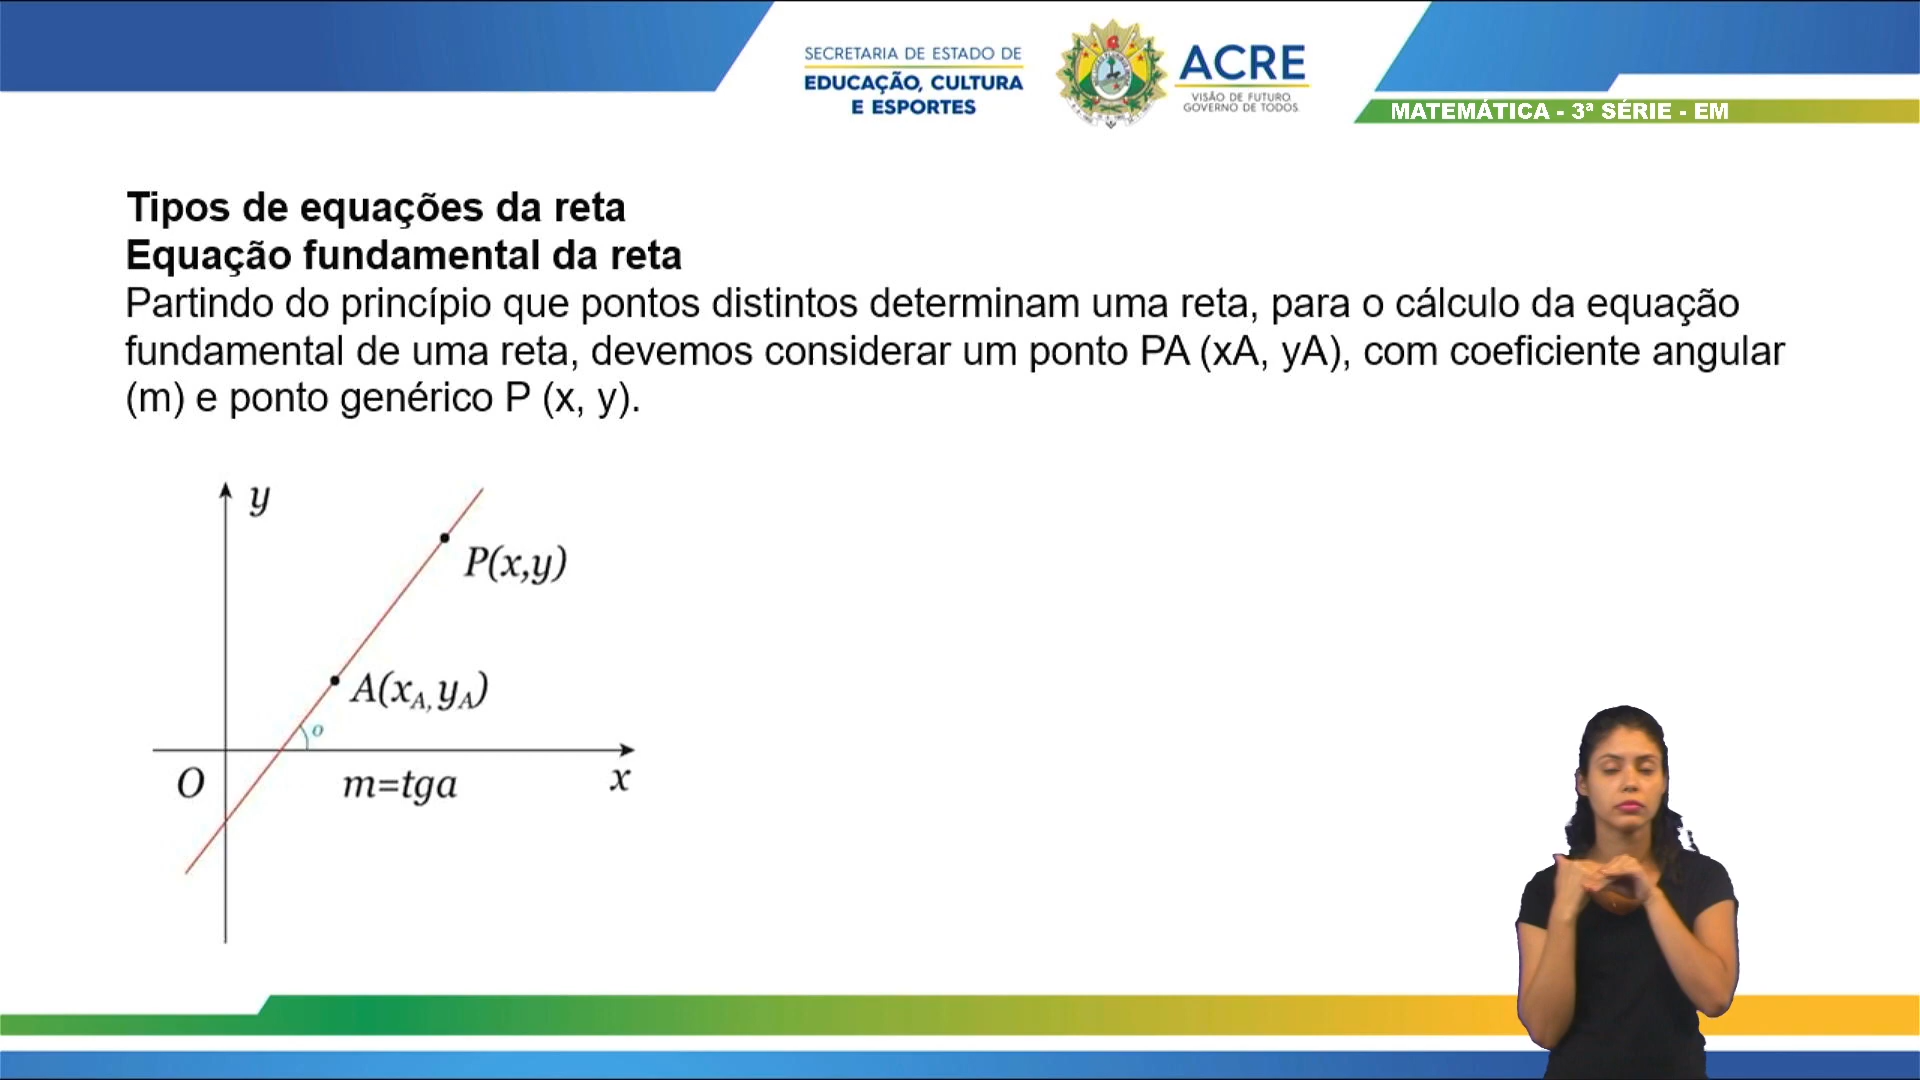 SECRETARIA DE ESTADO DE
EDUCAÇÃO, CULTURA
E ESPORTES
ACRE
VISÃO DE FUTURO.
GOVERNO DE TODOS.
MATEMÁTICA - 3ª SÉRIE - EM
Tipos de equações da reta
Equação fundamental da reta
Partindo do princípio que pontos distintos determinam uma reta, para o cálculo da equação
fundamental de uma reta, devemos considerar um ponto PA (xA, yA), com coeficiente angular
(m) e ponto genérico P (x, y).
y
P(x,y)
A(x_A, y_A)
o
O
m=tga
x